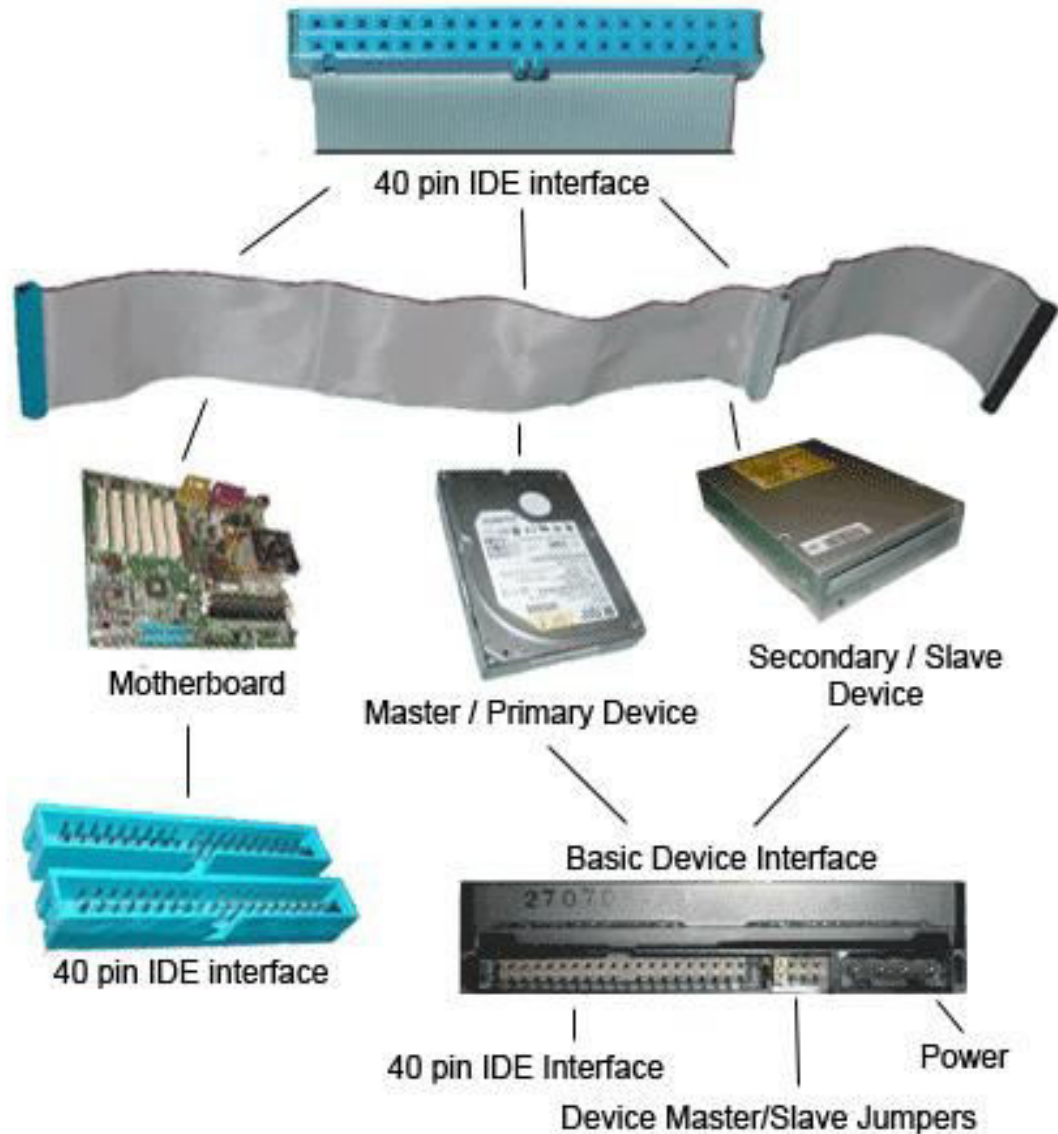 40 pin IDE interface
Motherboard
Master / Primary Device
Secondary / Slave
Device
40 pin IDE interface
Basic Device Interface
27070
40 pin IDE Interface
Power
Device Master/Slave Jumpers